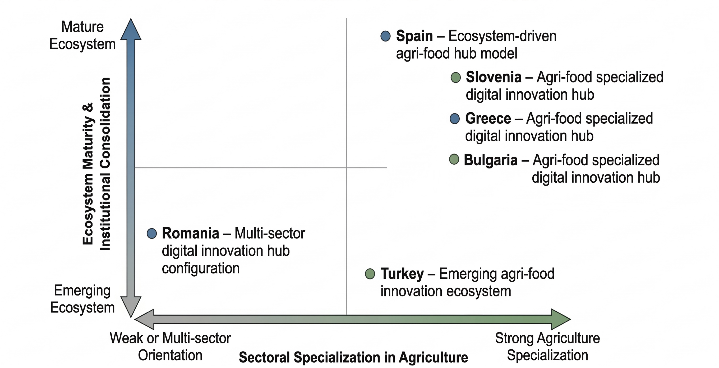 Mature
Ecosystem
Ecosystem Maturity &
Institutional Consolidation
Emerging
Ecosystem
Spain – Ecosystem-driven
agri-food hub model
Slovenia – Agri-food specialized
digital innovation hub
Greece – Agri-food specialized
digital innovation hub
Bulgaria – Agri-food specialized
digital innovation hub
Romania – Multi-sector
digital innovation hub
configuration
Turkey – Emerging agri-food
innovation ecosystem
Weak or Multi-sector
Orientation
Sectoral Specialization in Agriculture
Strong Agriculture
Specialization